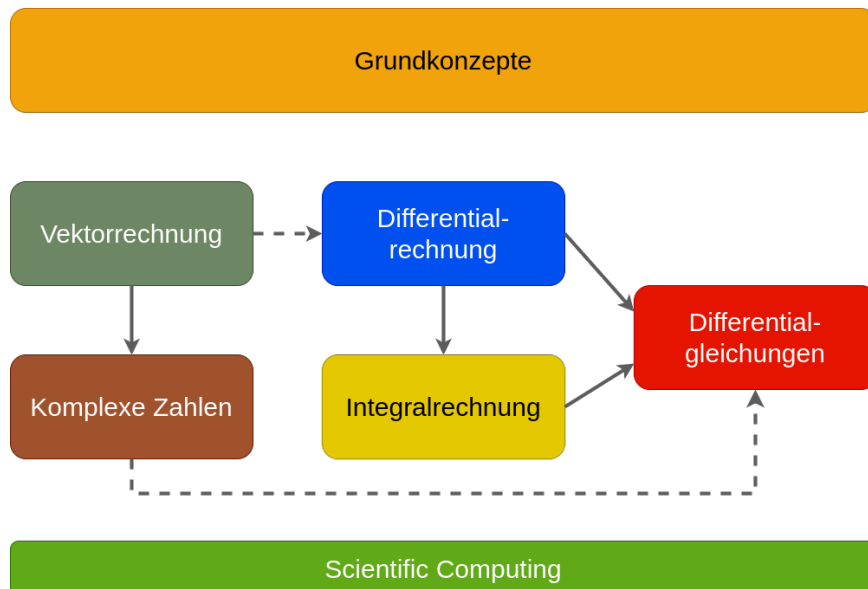 Grundkonzepte
Vektorrechnung
Differential-
rechnung
Differential-
gleichungen
Komplexe Zahlen
Integralrechnung
Scientific Computing